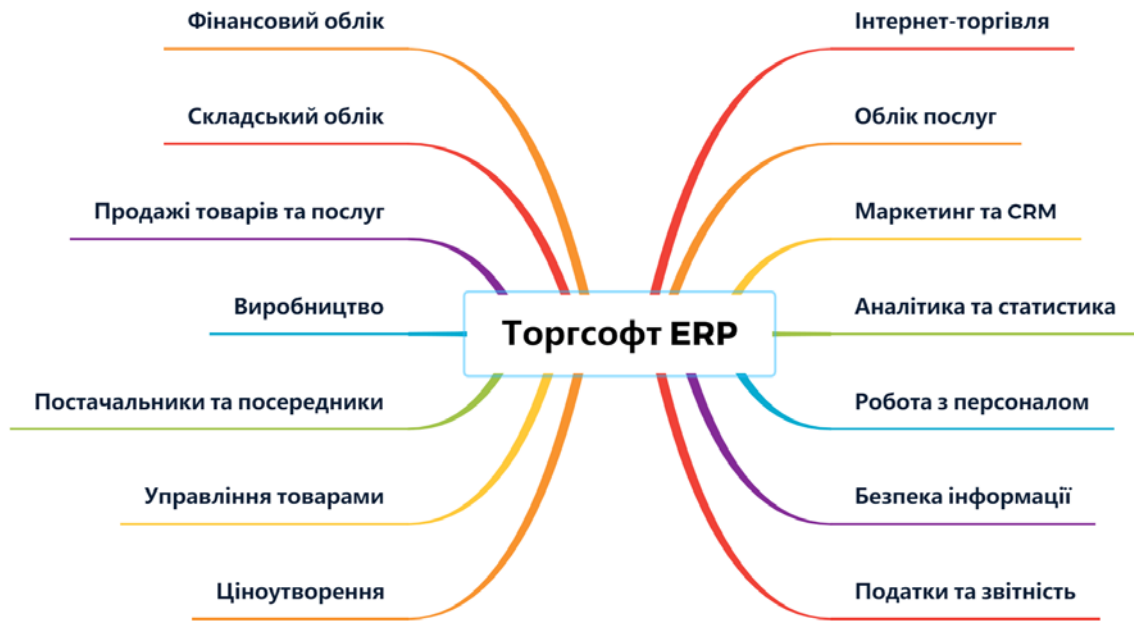 Фінансовий облік
Складський облік
Продажі товарів та послуг
Виробництво
Постачальники та посередники
Управління товарами
Ціноутворення
Торгсофт ERP
Інтернет-торгівля
Облік послуг
Маркетинг та CRM
Аналітика та статистика
Робота з персоналом
Безпека інформації
Податки та звітність